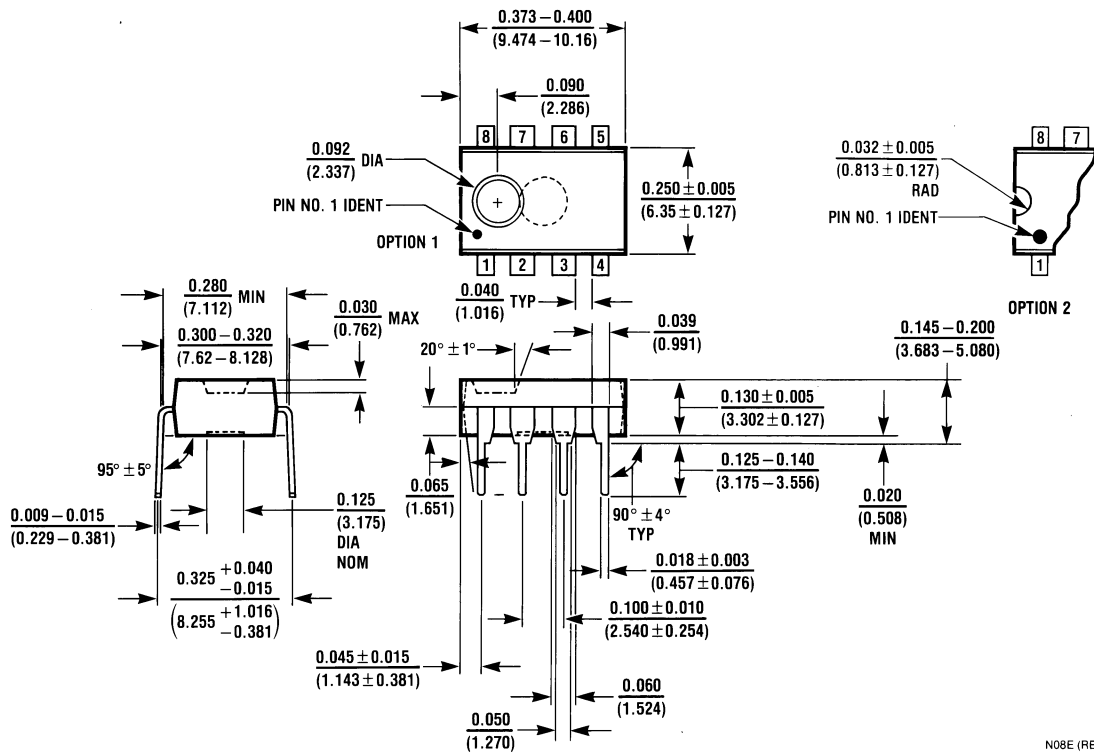 0.373 – 0.400
(9.474 – 10.16)
0.090
(2.286)
8 7 6 5
0.092 DIA
(2.337)
PIN NO. 1 IDENT
OPTION 1
0.250 ± 0.005
(6.35 ± 0.127)
1 2 3 4
8 7
0.032 ± 0.005
(0.813 ± 0.127)
RAD
PIN NO. 1 IDENT
1
OPTION 2
0.280 MIN
(7.112)
0.300 – 0.320
(7.62 – 8.128)
0.030 MAX
(0.762)
0.040 TYP
(1.016)
0.039
(0.991)
0.145 – 0.200
(3.683 – 5.080)
20° ± 1°
0.130 ± 0.005
(3.302 ± 0.127)
95° ± 5°
0.065
(1.651)
0.125 – 0.140
(3.175 – 3.556)
90° ± 4°
TYP
0.020
(0.508)
MIN
0.009 – 0.015
(0.229 – 0.381)
0.125
(3.175)
DIA
NOM
0.018 ± 0.003
(0.457 ± 0.076)
0.325 +0.040
–0.015
(8.255 +1.016
–0.381)
0.100 ± 0.010
(2.540 ± 0.254)
0.045 ± 0.015
(1.143 ± 0.381)
0.060
(1.524)
0.050
(1.270)
N08E (RE